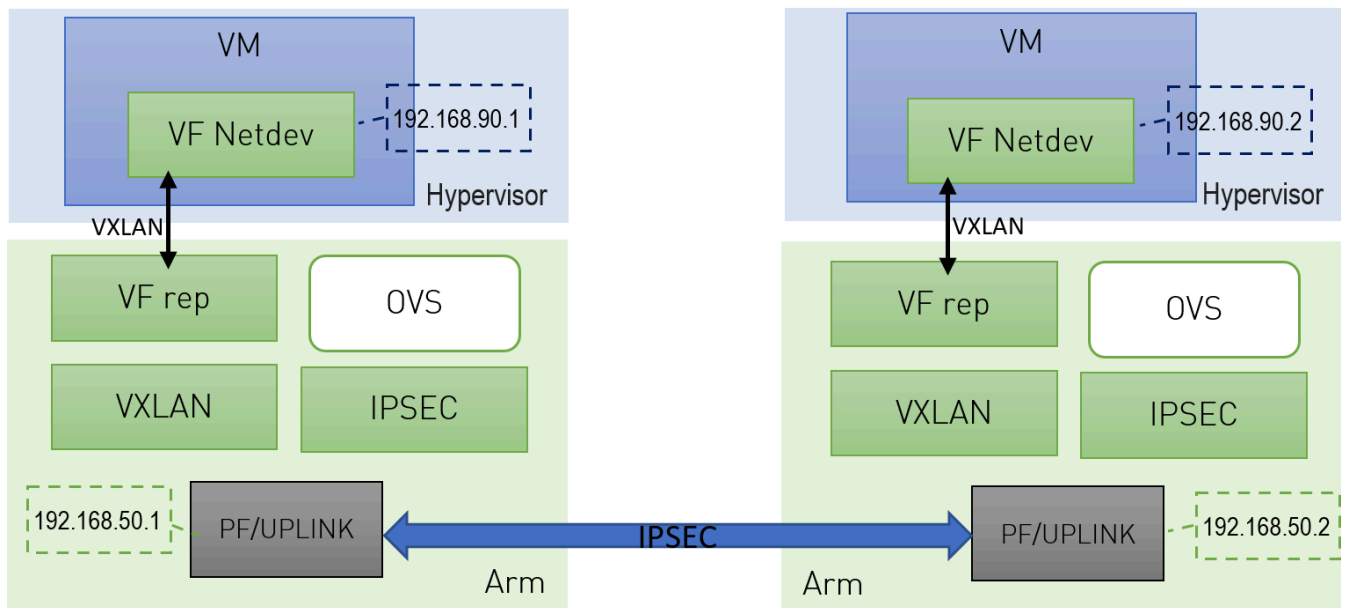 VM
VF Netdev
192.168.90.1
Hypervisor
VXLAN
VF rep
OVS
VXLAN
IPSEC
192.168.50.1
PF/UPLINK
Arm
IPSEC
VM
VF Netdev
192.168.90.2
Hypervisor
VXLAN
VF rep
OVS
VXLAN
IPSEC
PF/UPLINK
192.168.50.2
Arm